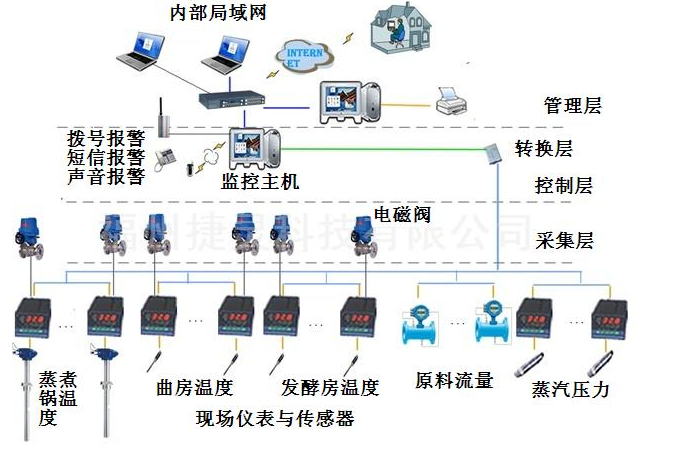 内部局域网
INTERN
ET
管理层
拨号报警
短信报警
声音报警
监控主机
转换层
控制层
电磁阀
采集层
蒸煮
锅温
度
曲房温度
发酵房温度
原料流量
蒸汽压力
现场仪表与传感器